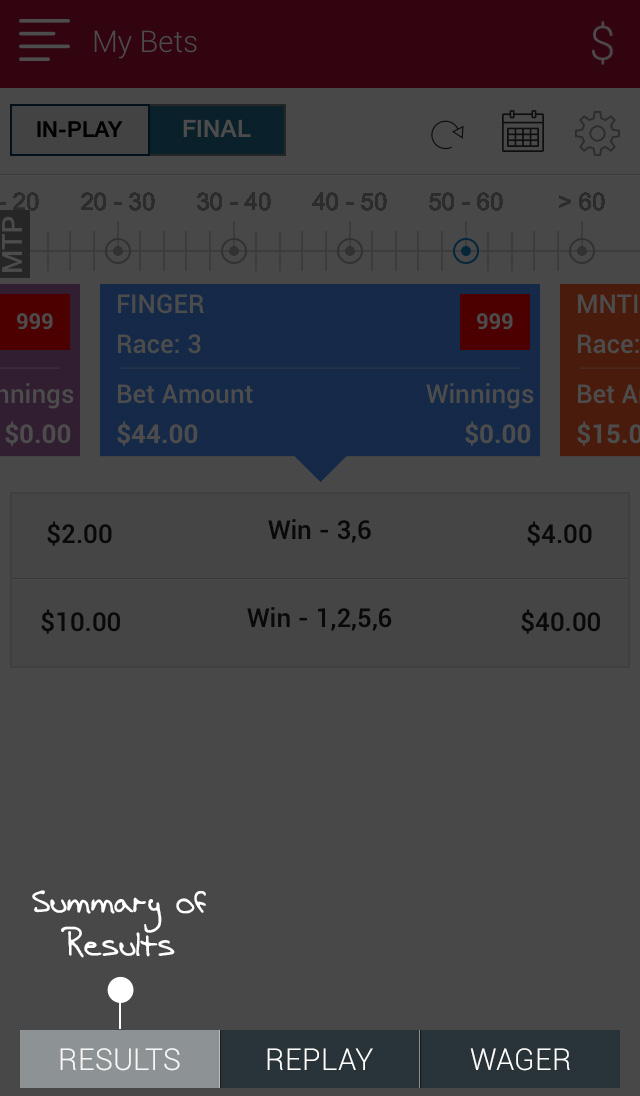 My Bets $
IN-PLAY FINAL
- 20 20 - 30 30 - 40 40 - 50 50 - 60 > 60
MTP
999 FINGER 999 MNTI
Race: 3 Race:
nnings Bet Amount Winnings Bet A
$0.00 $44.00 $0.00 $15.0
$2.00 Win - 3,6 $4.00
$10.00 Win - 1,2,5,6 $40.00
Summary of
Results
RESULTS REPLAY WAGER